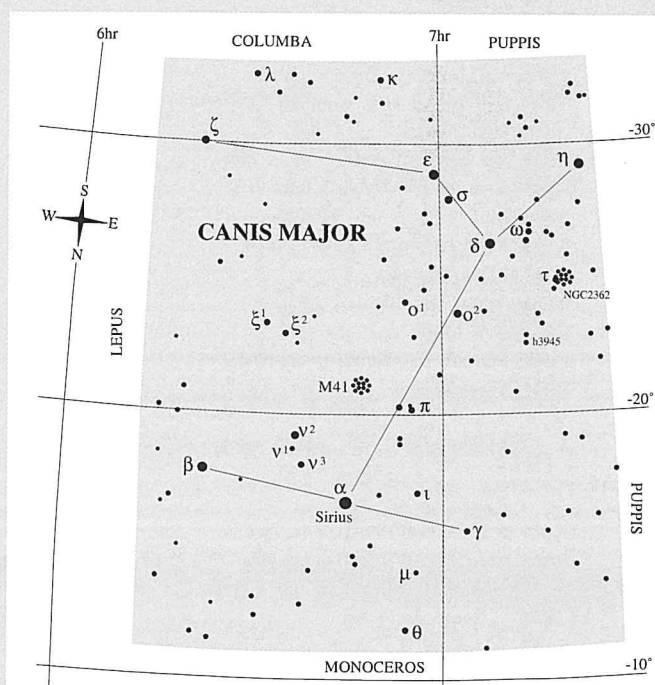 6hr
COLUMBA
7hr
PUPPIS
λ
κ
ζ
-30°
ε
η
S
W E
N
σ
CANIS MAJOR
δ
ω
τ
NGC2362
LEPUS
ο¹
ο²
ξ¹
ξ²
h3945
M41
-20°
π
ν²
ν¹
ν³
β
α
Sirius
ι
γ
PUPPIS
μ
θ
MONOCEROS
-10°